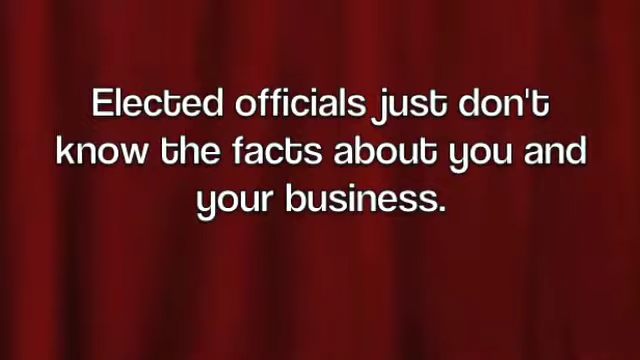 Elected officials just don't
know the facts about you and
your business.